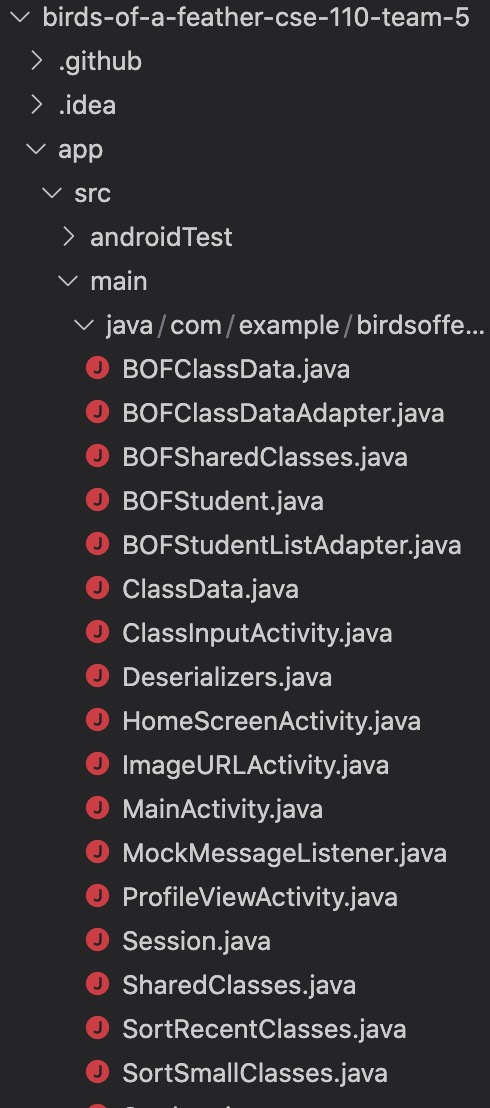 birds-of-a-feather-cse-110-team-5
.github
.idea
app
src
androidTest
main
java/com/example/birdsoffe...
J BOFClassData.java
J BOFClassDataAdapter.java
J BOFSharedClasses.java
J BOFStudent.java
J BOFStudentListAdapter.java
J ClassData.java
J ClassInputActivity.java
J Deserializers.java
J HomeScreenActivity.java
J ImageURLActivity.java
J MainActivity.java
J MockMessageListener.java
J ProfileViewActivity.java
J Session.java
J SharedClasses.java
J SortRecentClasses.java
J SortSmallClasses.java